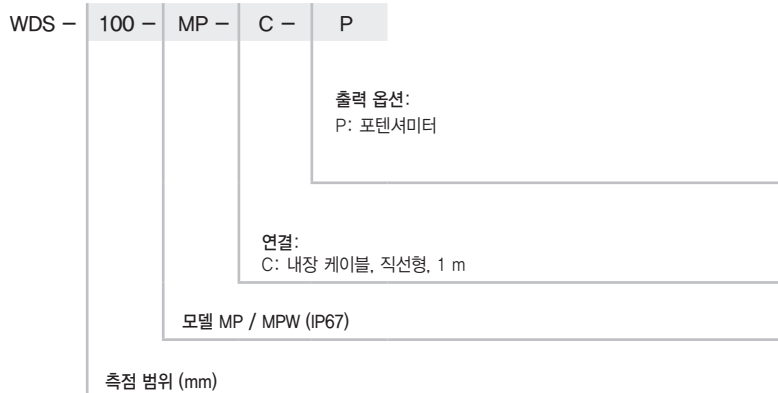 WDS – 100 – MP – C – P
출력 옵션:
P: 포텐셔미터
연결:
C: 내장 케이블, 직선형, 1 m
모델 MP / MPW (IP67)
측점 범위 (mm)